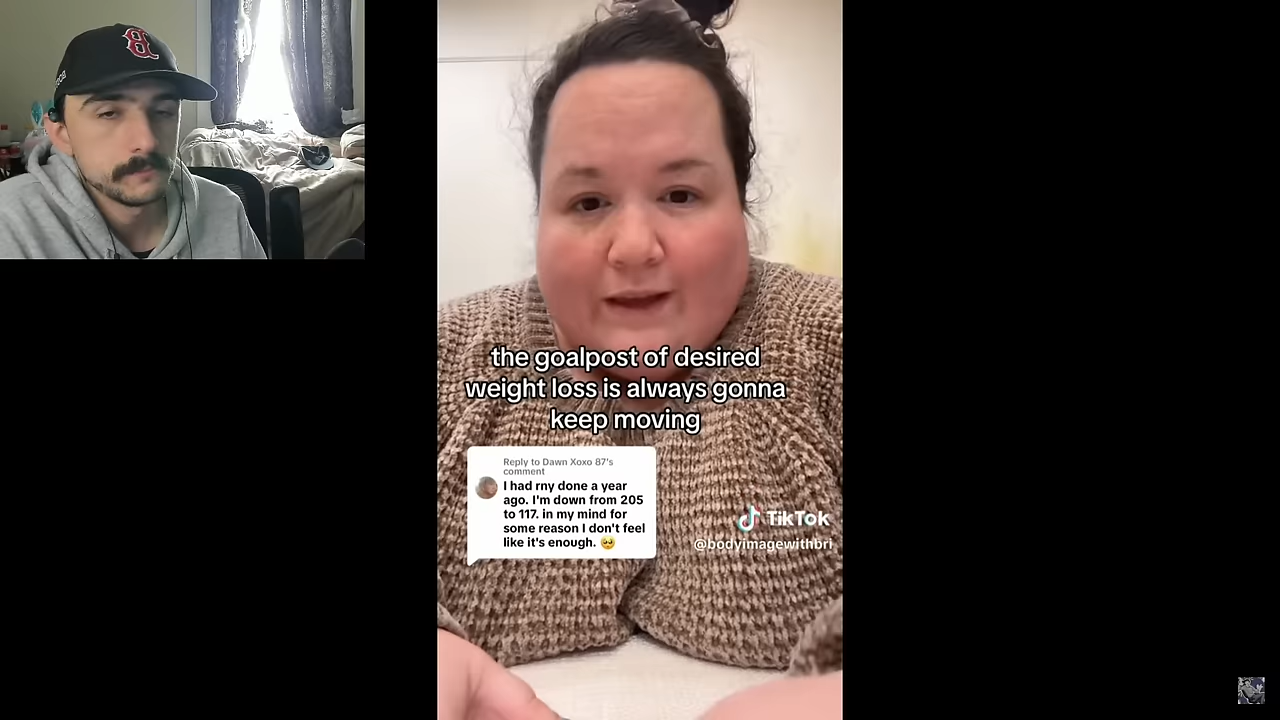 B
the goalpost of desired
weight loss is always gonna
keep moving
Reply to Dawn Xoxo 87's
comment
I had rny done a year
ago. I'm down from 205
to 117. in my mind for
some reason I don't feel
like it's enough. 🥺
TikTok
@bodyimagewithbri